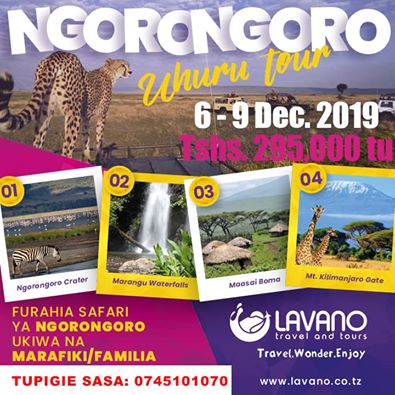 NGORONGORO
Uhuru tour
6 - 9 Dec. 2019
Tshs. 295,000 tu
01
02
03
04
Ngorongoro Crater
Marangu Waterfalls
Maasai Boma
Mt. Kilimanjaro Gate
FURAHIA SAFARI
YA NGORONGORO
UKIWA NA
MARAFIKI/FAMILIA
LAVANO
travel and tours
Travel.Wonder.Enjoy
TUPIGIE SASA: 0745101070
www.lavano.co.tz